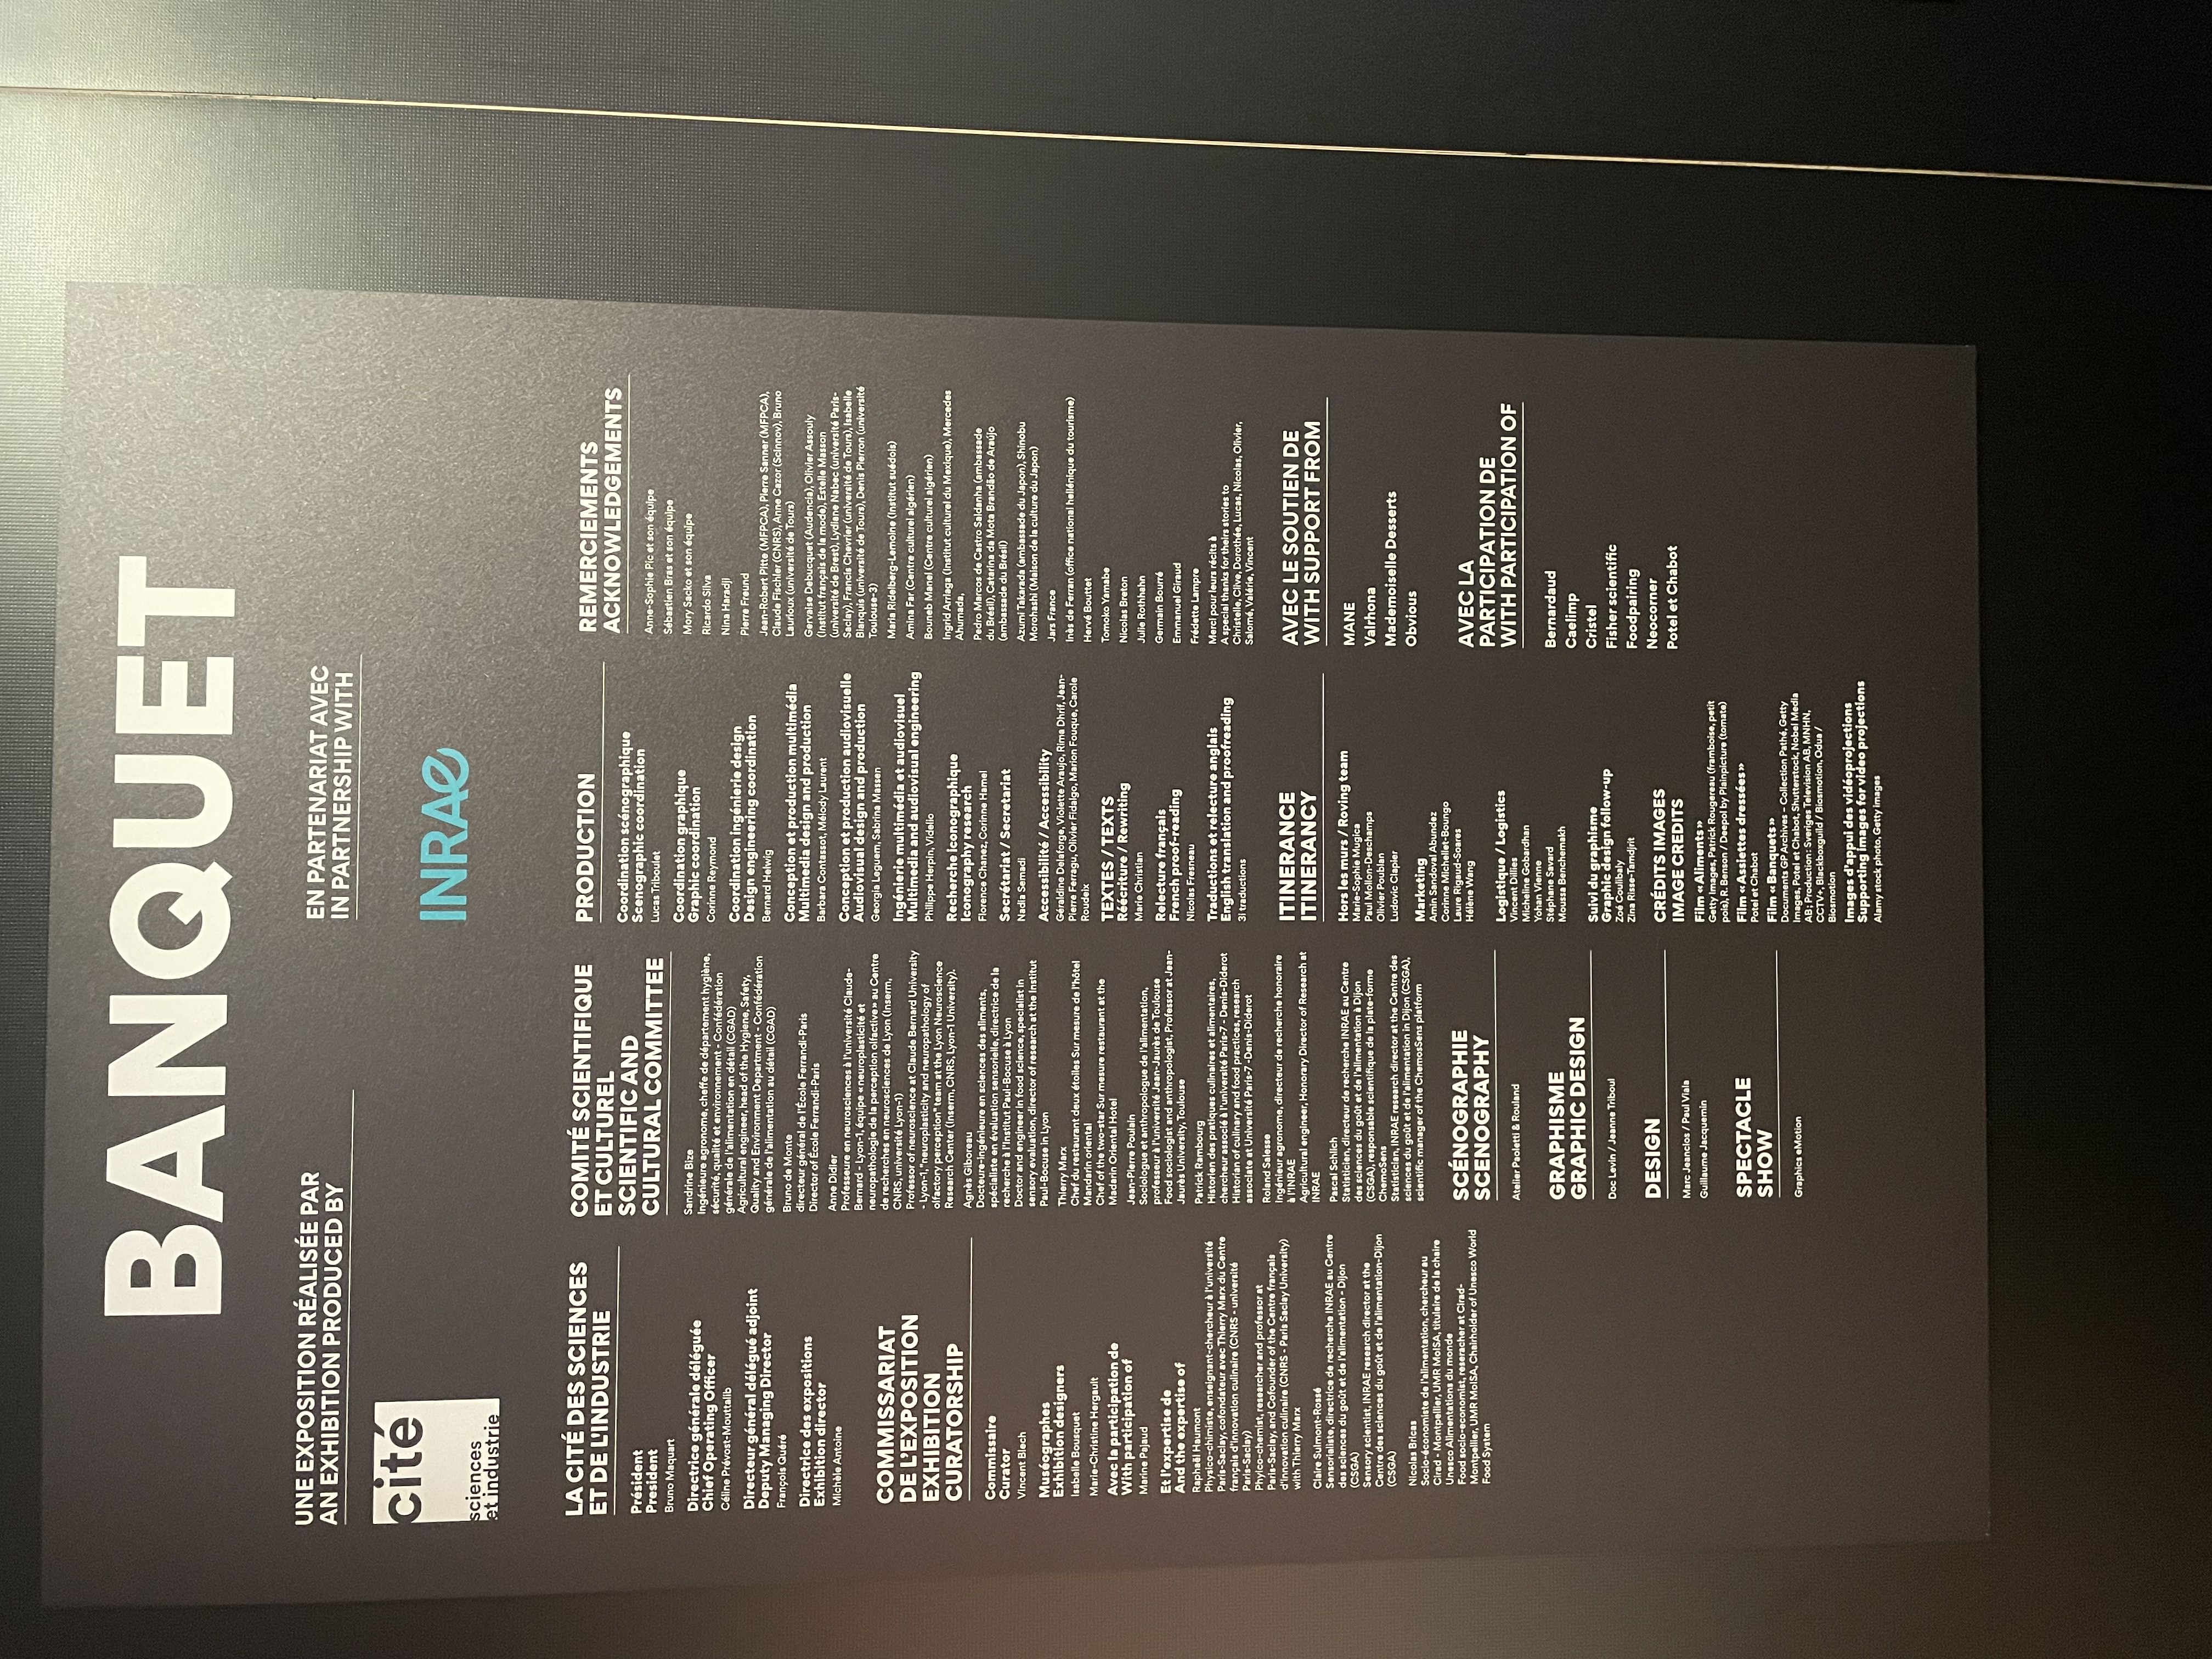 BANQUET
UNE EXPOSITION RÉALISÉE PAR
AN EXHIBITION PRODUCED BY
cité
sciences
et industrie
EN PARTENARIAT AVEC
IN PARTNERSHIP WITH
INRAE
LA CITÉ DES SCIENCES
ET DE L'INDUSTRIE
Président
President
Bruno Maquart
Directrice générale déléguée
Chief Operating Officer
Céline Prévost-Mouttalib
Directeur général délégué adjoint
Deputy Managing Director
François Quéré
Directrice des expositions
Exhibition director
Michèle Antoine
COMMISSARIAT
DE L'EXPOSITION
EXHIBITION
CURATORSHIP
Commissaire
Curator
Vincent Blech
Muséographes
Exhibition designers
Isabelle Bousquet
Marie-Christine Hergault
Avec la participation de
With participation of
Marine Pajaud
Et l'expertise de
And the expertise of
Raphaël Haumont
Physico-chimiste, enseignant-chercheur à l'université
Paris-Saclay, cofondateur avec Thierry Marx du Centre
français d'innovation culinaire (CNRS - université
Paris-Saclay)
Phyico-chemist, researcher and professor at
Paris-Saclay, and Cofounder of the Centre français
d'innovation culinaire (CNRS - Paris Saclay University)
with Thierry Marx
Claire Sulmont-Rossé
Sensorialiste, directrice de recherche INRAE au Centre
des sciences du goût et de l'alimentation - Dijon
(CSGA)
Sensory scientist, INRAE research director at the
Centre des sciences du goût et de l'alimentation-Dijon
(CSGA)
Nicolas Bricas
Socio-économiste de l'alimentation, chercheur au
Cirad - Montpellier, UMR MoISA, titulaire de la chaire
Unesco Alimentations du monde
Food socio-economist, reseracher at Cirad-
Montpellier, UMR MoISA, Chairholder of Unesco World
Food System
COMITÉ SCIENTIFIQUE
ET CULTUREL
SCIENTIFIC AND
CULTURAL COMMITTEE
Sandrine Bize
Ingénieure agronome, cheffe de département hygiène,
sécurité, qualité et environnement - Confédération
générale de l'alimentation en détail (CGAD)
Agricultural engineer, head of the Hygiene, Safety,
Quality and Environment Department - Confédération
générale de l'alimentation au détail (CGAD)
Bruno de Monte
directeur général de l'École Ferrandi-Paris
Director of École Ferrandi-Paris
Anne Didier
Professeure en neurosciences à l'université Claude-
Bernard - Lyon-1, équipe « neuroplasticité et
neuropathologie de la perception olfactive » au Centre
de recherches en neurosciences de Lyon (Inserm,
CNRS, université Lyon-1)
Professor of neuroscience at Claude Bernard University
- Lyon-1, "neuroplasticity and neuropathology of
olfactory perception" team at the Lyon Neuroscience
Research Center (Inserm, CNRS, Lyon-1 University).
Agnès Giboreau
Docteure-ingénieure en sciences des aliments,
spécialiste en évaluation sensorielle, directrice de la
recherche à l'Institut Paul-Bocuse à Lyon
Doctor and engineer in food science, specialist in
sensory evaluation, director of research at the Institut
Paul-Bocuse in Lyon
Thierry Marx
Chef du restaurant deux étoiles Sur mesure de l'hôtel
Mandarin oriental
Chef of the two-star Sur mesure restaurant at the
Madarin Oriental Hotel
Jean-Pierre Poulain
Sociologue et anthropologue de l'alimentation,
professeur à l'université Jean-Jaurès de Toulouse
Food sociologist and anthropologist, Professor at Jean-
Jaurès University, Toulouse
Patrick Rambourg
Historien des pratiques culinaires et alimentaires,
chercheur associé à l'université Paris-7 - Denis-Diderot
Historian of culinary and food practices, research
associate at Université Paris-7 -Denis-Diderot
Roland Salesse
Ingénieur agronome, directeur de recherche honoraire
à l'INRAE
Agricultural engineer, Honorary Director of Research at
INRAE
Pascal Schlich
Statisticien, directeur de recherche INRAE au Centre
des sciences du goût et de l'alimentation à Dijon
(CSGA), responsable scientifique de la plate-forme
ChemoSens
Statistician, INRAE research director at the Centre des
sciences du goût et de l'alimentation in Dijon (CSGA),
scientific manager of the ChemosSens platform
SCÉNOGRAPHIE
SCENOGRAPHY
Atelier Paoletti & Rouland
GRAPHISME
GRAPHIC DESIGN
Doc Levin / Jeanne Triboul
DESIGN
Marc Jeanclos / Paul Viala
Guillaume Jacquemin
SPECTACLE
SHOW
Graphics eMotion
PRODUCTION
Coordination scénographique
Scenographic coordination
Lucas Triboulet
Coordination graphique
Graphic coordination
Corinne Reymond
Coordination ingénierie design
Design engineering coordination
Bernard Helwig
Conception et production multimédia
Multimedia design and production
Barbara Contassot, Mélody Laurent
Conception et production audiovisuelle
Audiovisual design and production
Georgia Leguem, Sabrina Massen
Ingénierie multimédia et audiovisuel
Multimedia and audiovisual engineering
Philippe Herpin, Videlio
Recherche iconographique
Iconography research
Florence Chanez, Corinne Hamel
Secrétariat / Secretariat
Nadia Semadi
Accessibilité / Accessibility
Géraldine Delaforge, Violette Araujo, Rima Dhrif, Jean-
Pierre Ferragu, Olivier Fidalgo, Marion Fouque, Carole
Roudeix
TEXTES / TEXTS
Réécriture / Rewriting
Marie Christian
Relecture français
French proof-reading
Nicolas Fresneau
Traductions et relecture anglais
English translation and proofreading
3i traductions
ITINERANCE
ITINERANCY
Hors les murs / Roving team
Marie-Sophie Mugica
Paul Mollon-Deschamps
Olivier Poublan
Ludovic Clapier
Marketing
Amin Sandoval Abundez
Corinne Michellet-Boungo
Laure Rigaud-Soares
Hélène Wang
Logistique / Logistics
Vincent Dillies
Micheline Gobardhan
Yohan Vienne
Stéphane Savard
Moussa Benchemakh
Suivi du graphisme
Graphic design follow-up
Zoé Coulibaly
Zina Risse-Tamdjrit
CRÉDITS IMAGES
IMAGE CREDITS
Film « Aliments »
Getty Images, Patrick Rougereau (framboise, petit
pois), R. Benson / Deepol by Plainpicture (tomate)
Film « Assiettes dressées »
Potel et Chabot
Film « Banquets »
Documents GP Archives – Collection Pathé, Getty
Images, Potel et Chabot, Shutterstock, Nobel Media
AB ; Production : Sveriges Television AB, MNHN,
CCTV+, Blackboxguild / Biosmotion, Odua /
Biosmotion
Images d'appui des vidéoprojections
Supporting images for video projections
Alamy stock photo, Getty images
REMERCIEMENTS
ACKNOWLEDGEMENTS
Anne-Sophie Pic et son équipe
Sébastien Bras et son équipe
Mory Sacko et son équipe
Ricardo Silva
Nina Haradji
Pierre Freund
Jean-Robert Pitte (MFPCA), Pierre Sanner (MFPCA),
Claude Fischler (CNRS), Anne Cazor (Scinnov), Bruno
Laurioux (université de Tours)
Gervaise Debucquet (Audencia), Olivier Assouly
(Institut français de la mode), Estelle Masson
(université de Brest), Lydiane Nabec (université Paris-
Saclay), Francis Chevrier (université de Tours), Isabelle
Bianquis (université de Tours), Denis Pierron (université
Toulouse-3)
Maria Ridelberg-Lemoine (Institut suédois)
Amina Far (Centre culturel algérien)
Bouneb Manel (Centre culturel algérien)
Ingrid Arriaga (Institut culturel du Mexique), Mercedes
Ahumada,
Pedro Marcos de Castro Saldanha (ambassade
du Brésil), Catarina da Mota Brandão de Araújo
(ambassade du Brésil)
Azumi Takarada (ambassade du Japon), Shinobu
Morohashi (Maison de la culture du Japon)
Jars France
Inès de Ferran (office national hellénique du tourisme)
Hervé Bouttet
Tomoko Yamabe
Nicolas Breton
Julie Rothhahn
Germain Bourré
Emmanuel Giraud
Frédette Lampre
Merci pour leurs récits à
A special thanks for theirs stories to
Christelle, Clive, Dorothée, Lucas, Nicolas, Olivier,
Salomé, Valérie, Vincent
AVEC LE SOUTIEN DE
WITH SUPPORT FROM
MANE
Valrhona
Mademoiselle Desserts
Obvious
AVEC LA
PARTICIPATION DE
WITH PARTICIPATION OF
Bernardaud
Caelimp
Cristel
Fisher scientific
Foodpairing
Neocorner
Potel et Chabot